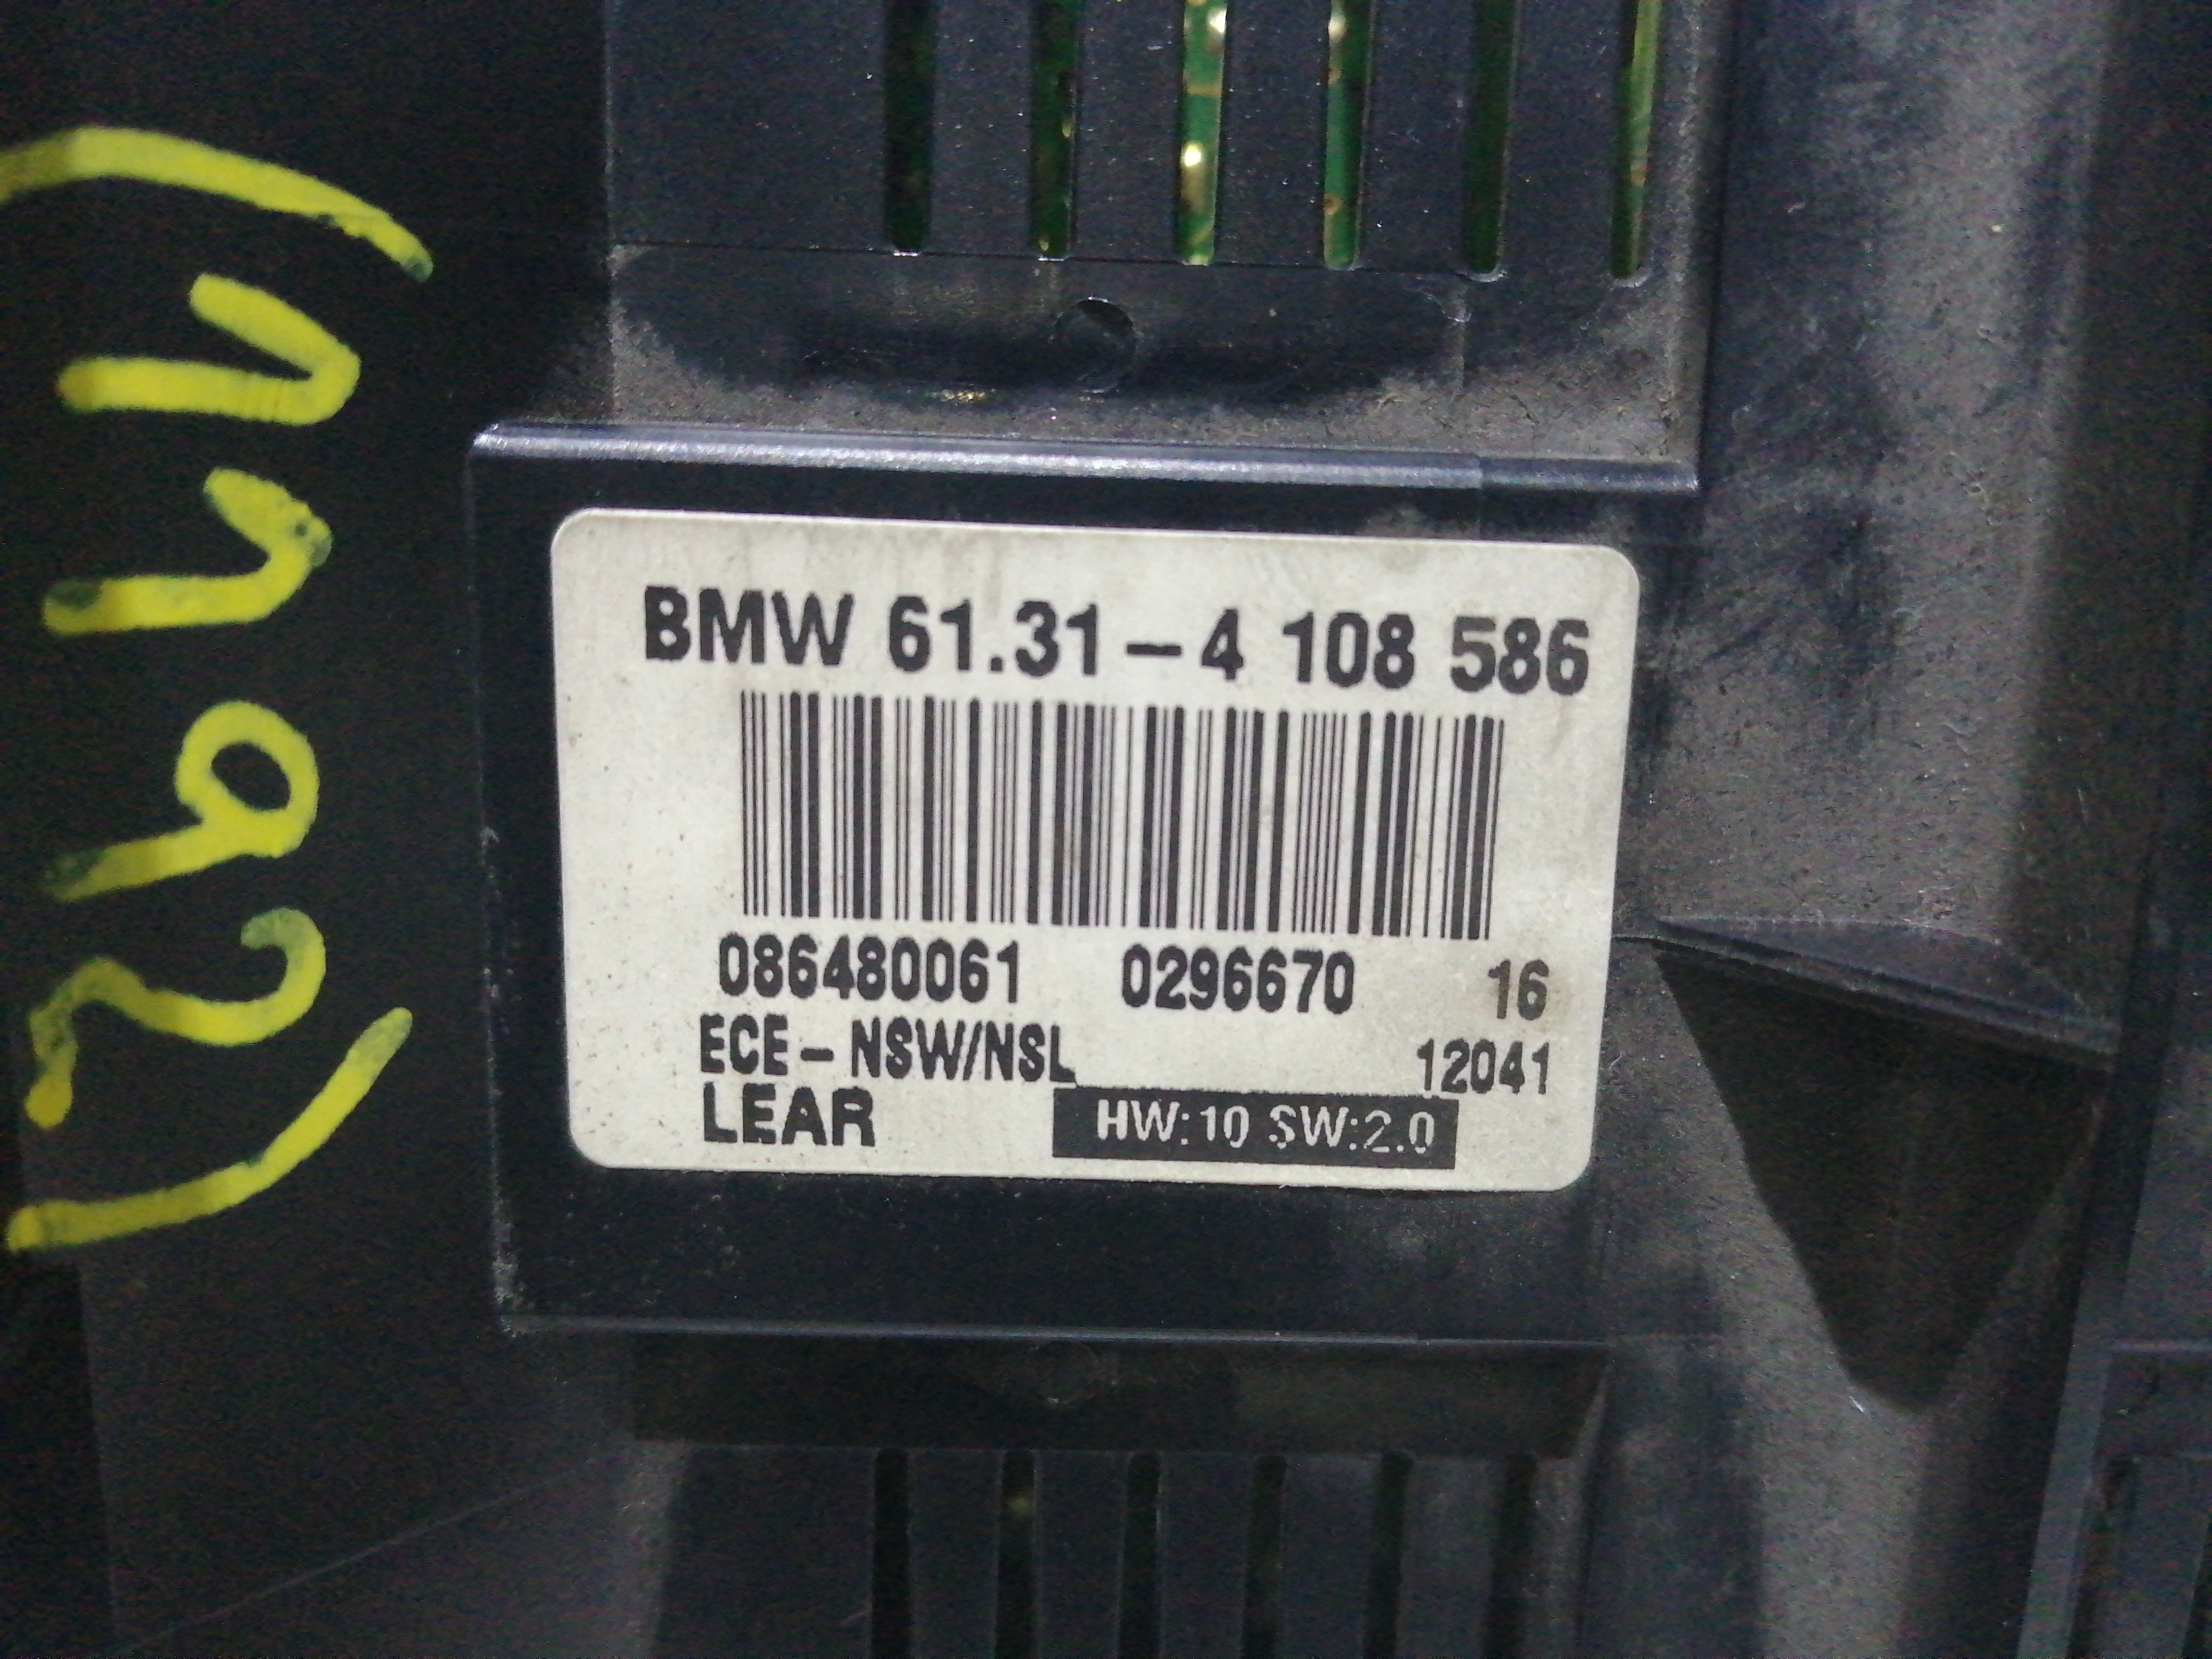 (1192)
BMW 61.31-4 108 586
086480061 0296670 16
ECE-NSW/NSL 12041
LEAR HW:10 SW:2.0